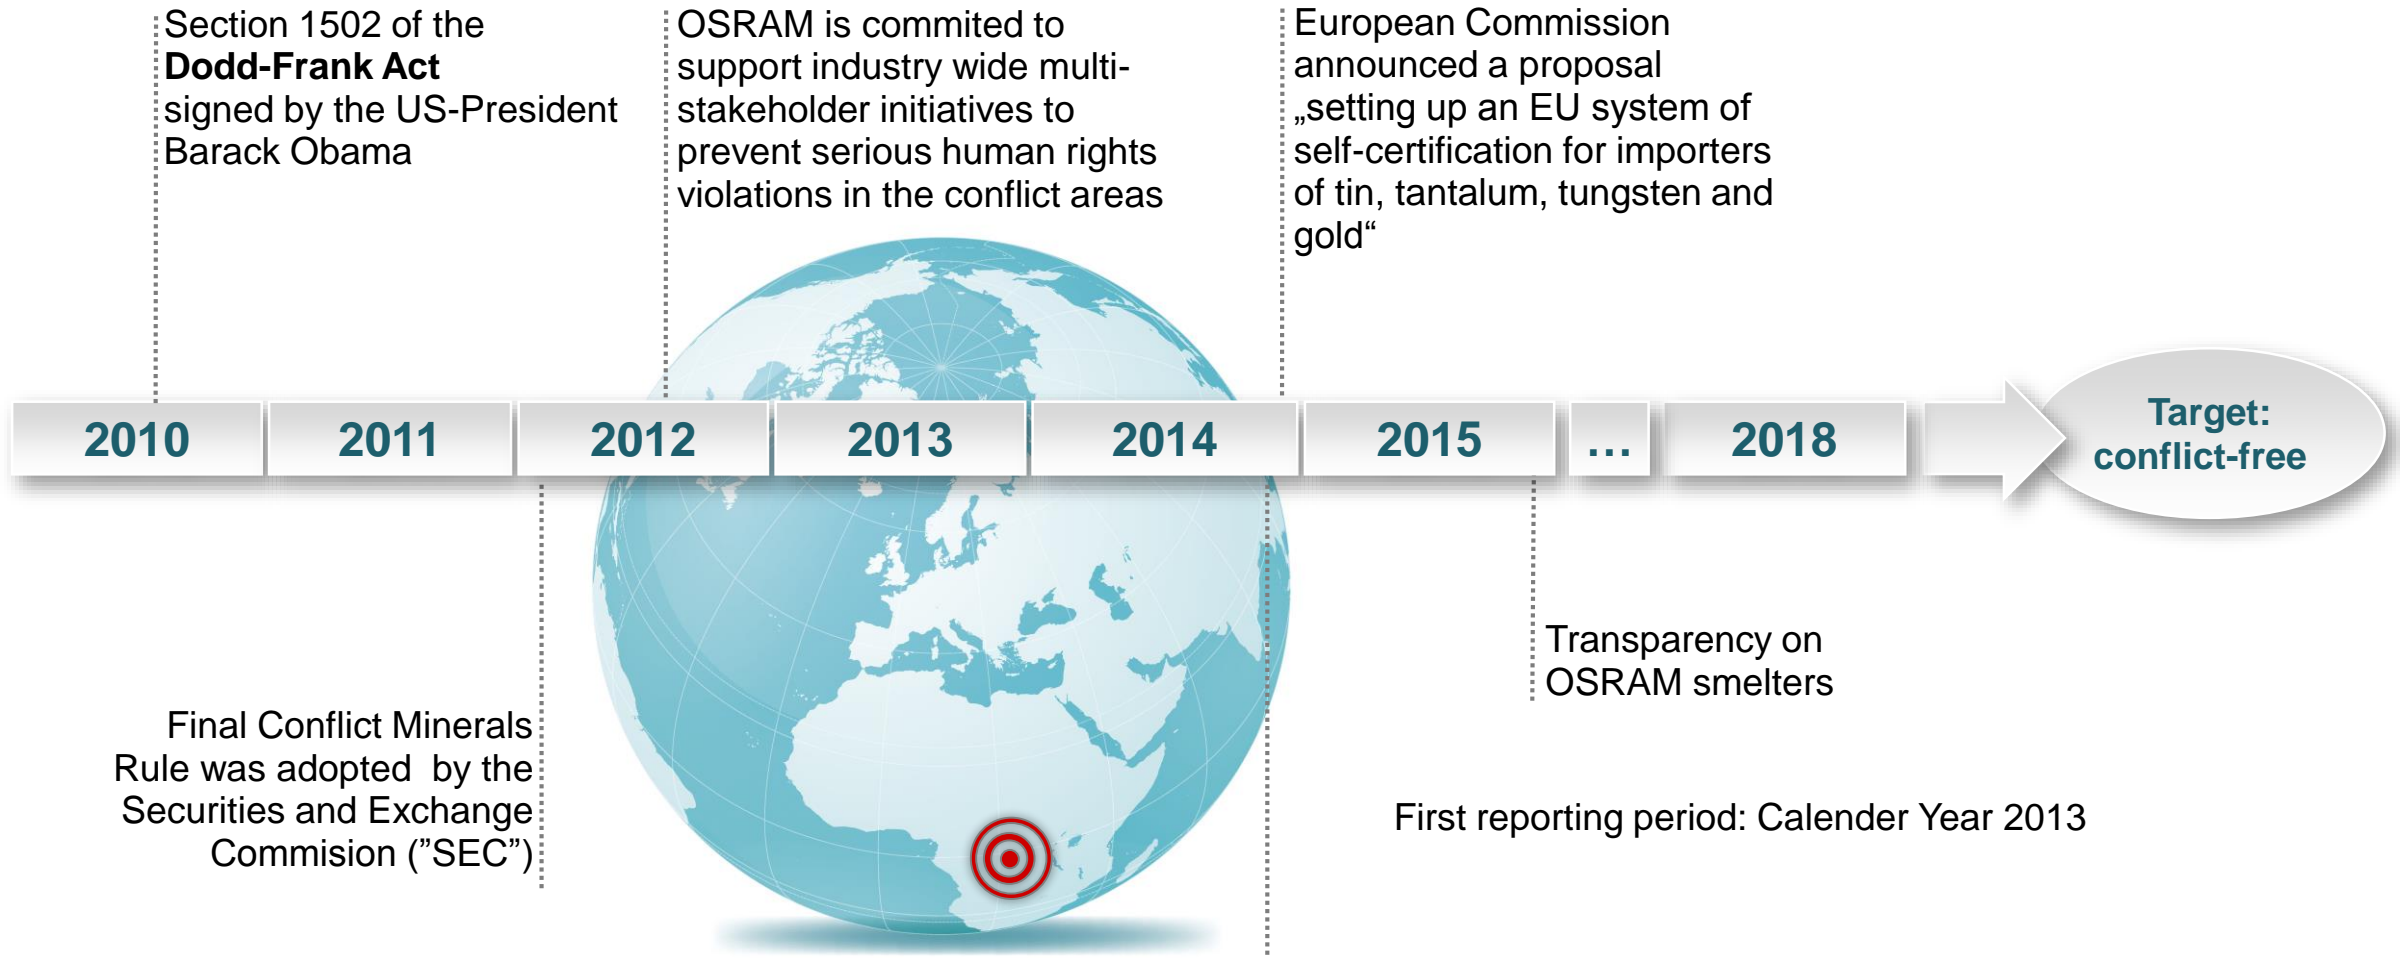 Section 1502 of the
Dodd-Frank Act
signed by the US-President
Barack Obama
OSRAM is commited to
support industry wide multi-
stakeholder initiatives to
prevent serious human rights
violations in the conflict areas
European Commission
announced a proposal
„setting up an EU system of
self-certification for importers
of tin, tantalum, tungsten and
gold“
2010
2011
2012
2013
2014
2015
…
2018
Target:
conflict-free
Final Conflict Minerals
Rule was adopted  by the
Securities and Exchange
Commision (”SEC”)
Transparency on
OSRAM smelters
First reporting period: Calender Year 2013